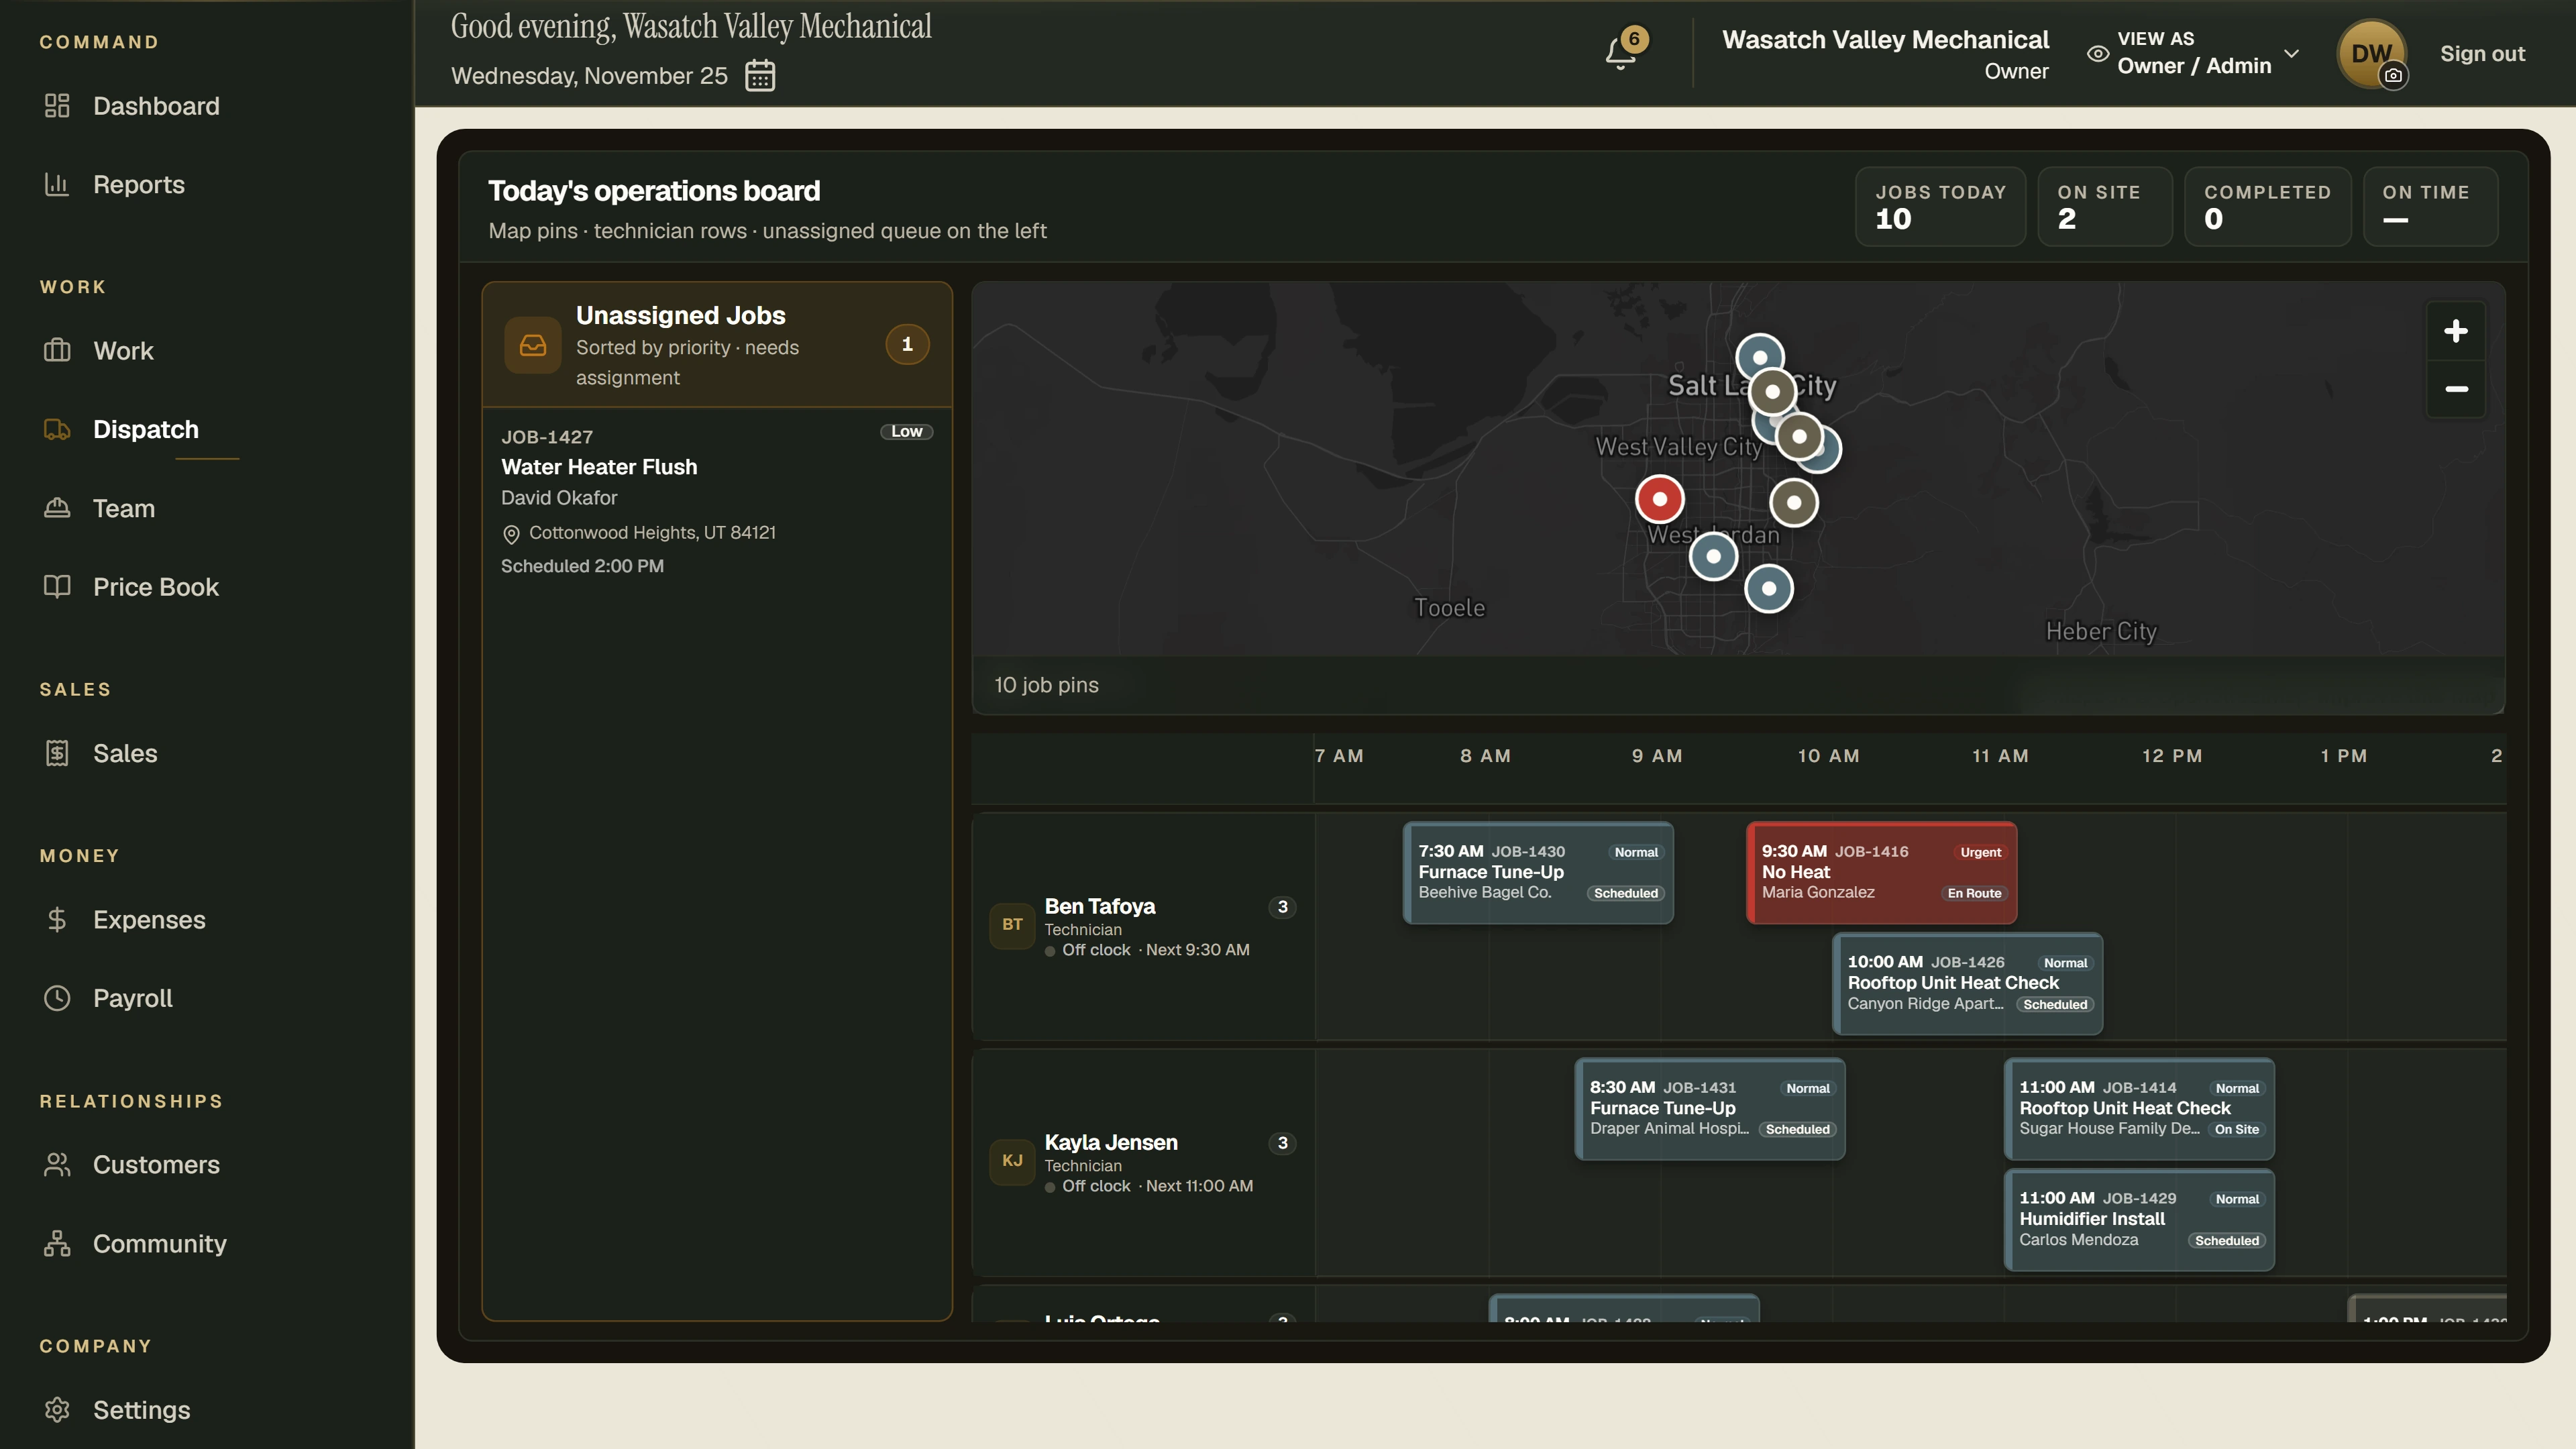 COMMAND
Dashboard
Reports
WORK
Work
Dispatch
Team
Price Book
SALES
Sales
MONEY
Expenses
Payroll
RELATIONSHIPS
Customers
Community
COMPANY
Settings
Good evening, Wasatch Valley Mechanical
Wednesday, November 25
6
Wasatch Valley Mechanical
Owner
VIEW AS
Owner / Admin
DW
Sign out
Today's operations board
Map pins · technician rows · unassigned queue on the left
JOBS TODAY
10
ON SITE
2
COMPLETED
0
ON TIME
—
Unassigned Jobs
Sorted by priority · needs
assignment
1
JOB-1427
Low
Water Heater Flush
David Okafor
Cottonwood Heights, UT 84121
Scheduled 2:00 PM
Salt La City
West Valley City
West Jordan
Tooele
Heber City
+
−
10 job pins
7 AM 8 AM 9 AM 10 AM 11 AM 12 PM 1 PM 2
BT
Ben Tafoya
3
Technician
Off clock · Next 9:30 AM
7:30 AM JOB-1430 Normal
Furnace Tune-Up
Beehive Bagel Co. Scheduled
9:30 AM JOB-1416 Urgent
No Heat
Maria Gonzalez En Route
10:00 AM JOB-1426 Normal
Rooftop Unit Heat Check
Canyon Ridge Apart... Scheduled
KJ
Kayla Jensen
3
Technician
Off clock · Next 11:00 AM
8:30 AM JOB-1431 Normal
Furnace Tune-Up
Draper Animal Hospi... Scheduled
11:00 AM JOB-1414 Normal
Rooftop Unit Heat Check
Sugar House Family De... On Site
11:00 AM JOB-1429 Normal
Humidifier Install
Carlos Mendoza Scheduled
Luis Ortega
8:00 AM
1:00 PM